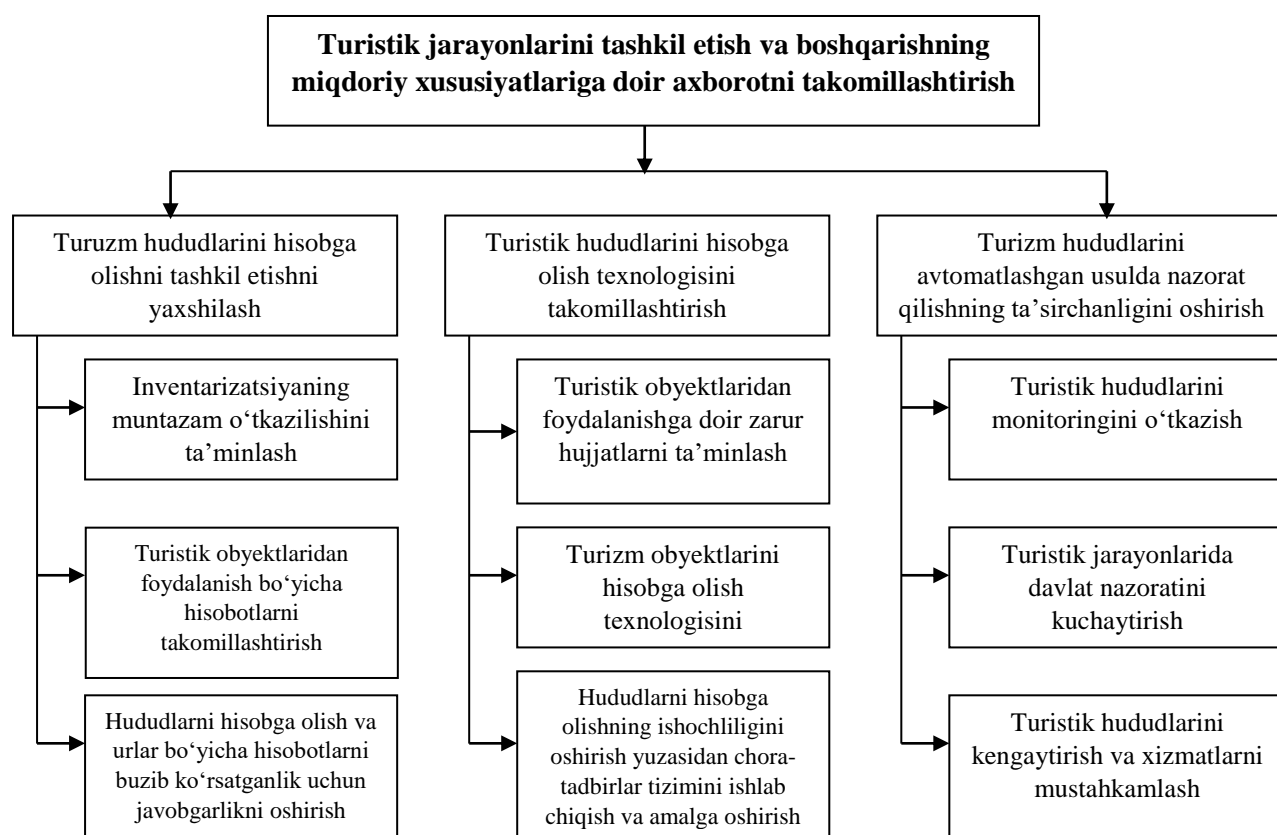 Turistik jarayonlarini tashkil etish va boshqarishning
miqdoriy xususiyatlariga doir axborotni takomillashtirish
Turuzm hududlarini hisobga
olishni tashkil etishni
yaxshilash
Inventarizatsiyaning
muntazam o‘tkazilishini
ta’minlash
Turistik obyektlaridan
foydalanish bo‘yicha
hisobotlarni
takomillashtirish
Hududlarni hisobga olish va
urlar bo‘yicha hisobotlarni
buzib ko‘rsatganlik uchun
javobgarlikni oshirish
Turistik hududlarini hisobga
olish texnologisini
takomillashtirish
Turistik obyektlaridan
foydalanishga doir zarur
hujjatlarni ta’minlash
Turizm obyektlarini
hisobga olish
texnologisini
Hududlarni hisobga
olishning ishochliligini
oshirish yuzasidan chora-
tadbirlar tizimini ishlab
chiqish va amalga oshirish
Turizm hududlarini
avtomatlashgan usulda nazorat
qilishning ta’sirchanligini oshirish
Turistik hududlarini
monitoringini o‘tkazish
Turistik jarayonlarida
davlat nazoratini
kuchaytirish
Turistik hududlarini
kengaytirish va xizmatlarni
mustahkamlash